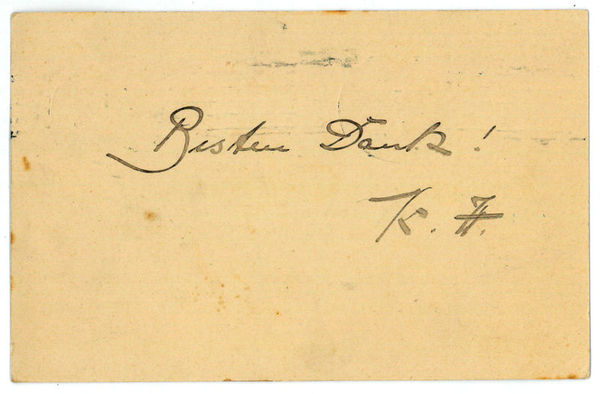 Besten Dank!
K. F.